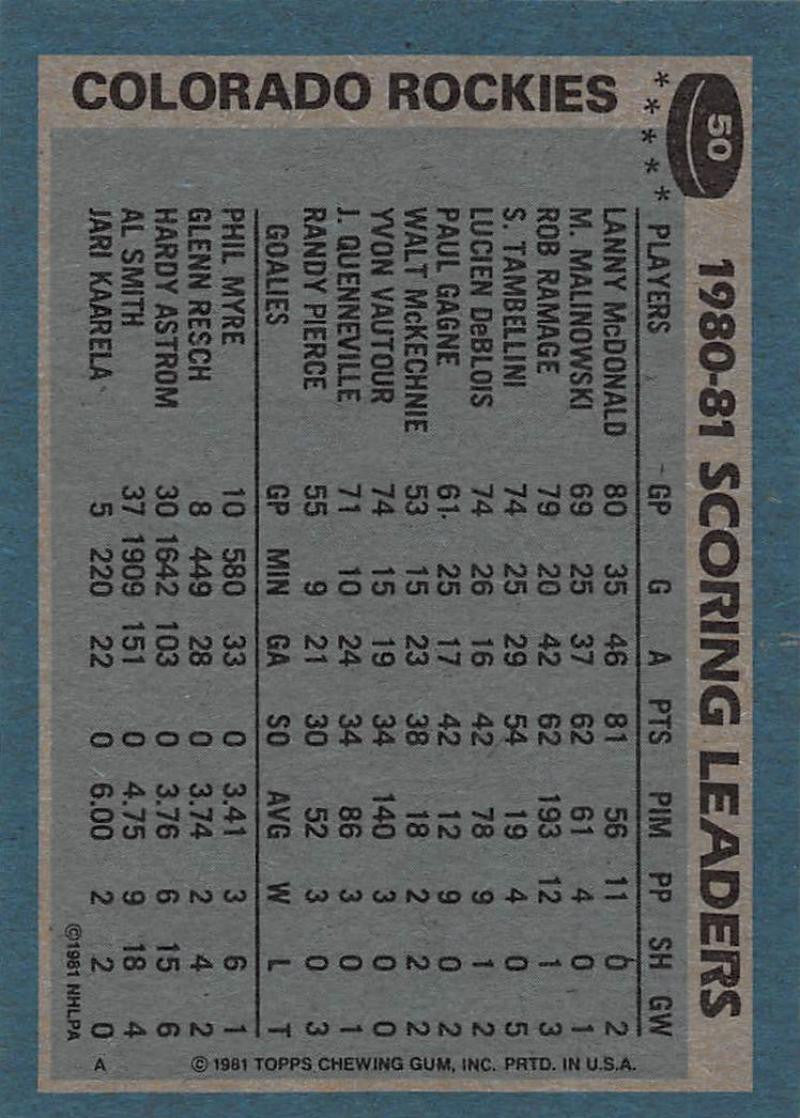 COLORADO ROCKIES
★ ★ ★ ★ ★
50
1980-81 SCORING LEADERS
PLAYERS GP G A PTS PIM PP SH GW
LANNY McDONALD 80 35 46 81 56 11 0 2
M. MALINOWSKI 69 25 37 62 61 4 0 1
ROB RAMAGE 79 20 42 62 193 12 1 3
S. TAMBELLINI 74 25 29 54 19 4 0 5
LUCIEN DeBLOIS 74 26 16 42 78 9 1 2
PAUL GAGNE 61 25 17 42 12 9 0 2
WALT McKECHNIE 53 15 23 38 18 2 2 2
YVON VAUTOUR 74 15 19 34 140 3 0 0
J. QUENNEVILLE 71 10 24 34 86 3 0 1
RANDY PIERCE 55 9 21 30 52 3 0 3
GOALIES GP MIN GA SO AVG W L T
PHIL MYRE 10 580 33 0 3.41 3 6 1
GLENN RESCH 8 449 28 0 3.74 2 4 2
HARDY ASTROM 30 1642 103 0 3.76 6 15 6
AL SMITH 37 1909 151 0 4.75 9 18 4
JARI KAARELA 5 220 22 0 6.00 2 2 0
©1981 NHLPA
A © 1981 TOPPS CHEWING GUM, INC. PRTD. IN U.S.A.